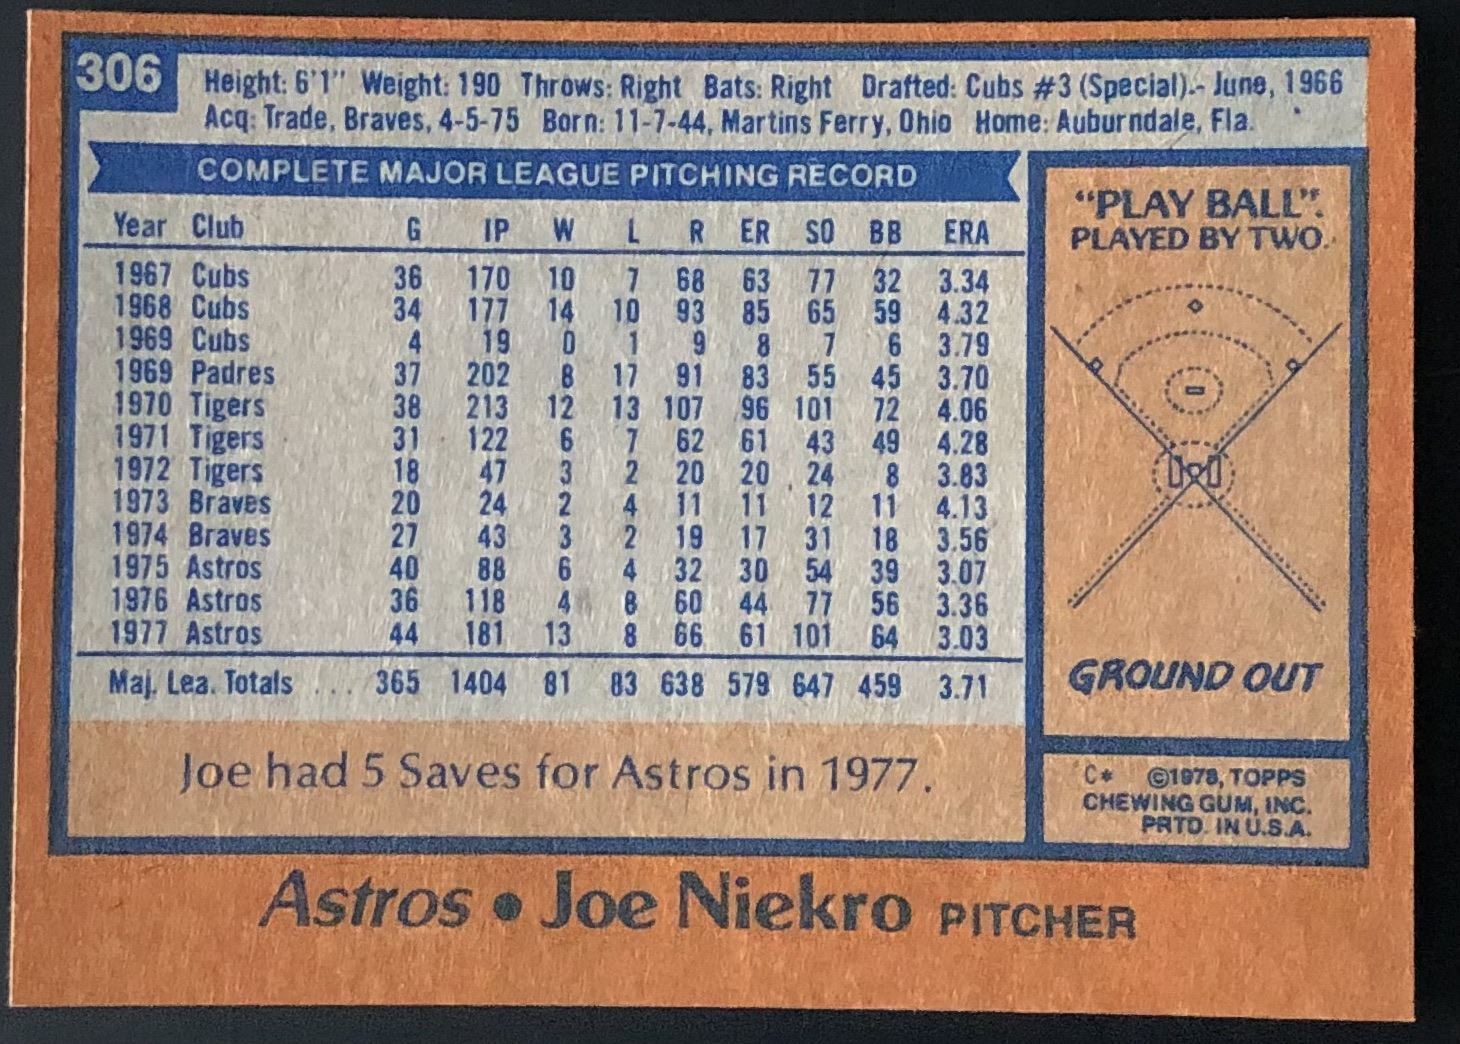 306
Height: 6'1" Weight: 190 Throws: Right Bats: Right Drafted: Cubs #3 (Special).- June, 1966
Acq: Trade, Braves, 4-5-75 Born: 11-7-44, Martins Ferry, Ohio Home: Auburndale, Fla.
COMPLETE MAJOR LEAGUE PITCHING RECORD
Year Club G IP W L R ER SO BB ERA
1967 Cubs 36 170 10 7 68 63 77 32 3.34
1968 Cubs 34 177 14 10 93 85 65 59 4.32
1969 Cubs 4 19 0 1 9 8 7 6 3.79
1969 Padres 37 202 8 17 91 83 55 45 3.70
1970 Tigers 38 213 12 13 107 96 101 72 4.06
1971 Tigers 31 122 6 7 62 61 43 49 4.28
1972 Tigers 18 47 3 2 20 20 24 8 3.83
1973 Braves 20 24 2 4 11 11 12 11 4.13
1974 Braves 27 43 3 2 19 17 31 18 3.56
1975 Astros 40 88 6 4 32 30 54 39 3.07
1976 Astros 36 118 4 8 60 44 77 56 3.36
1977 Astros 44 181 13 8 66 61 101 64 3.03
Maj. Lea. Totals ... 365 1404 81 83 638 579 647 459 3.71
Joe had 5 Saves for Astros in 1977.
"PLAY BALL".
PLAYED BY TWO.
GROUND OUT
C* ©1978, TOPPS
CHEWING GUM, INC.
PRTD. IN U.S.A.
Astros • Joe Niekro PITCHER